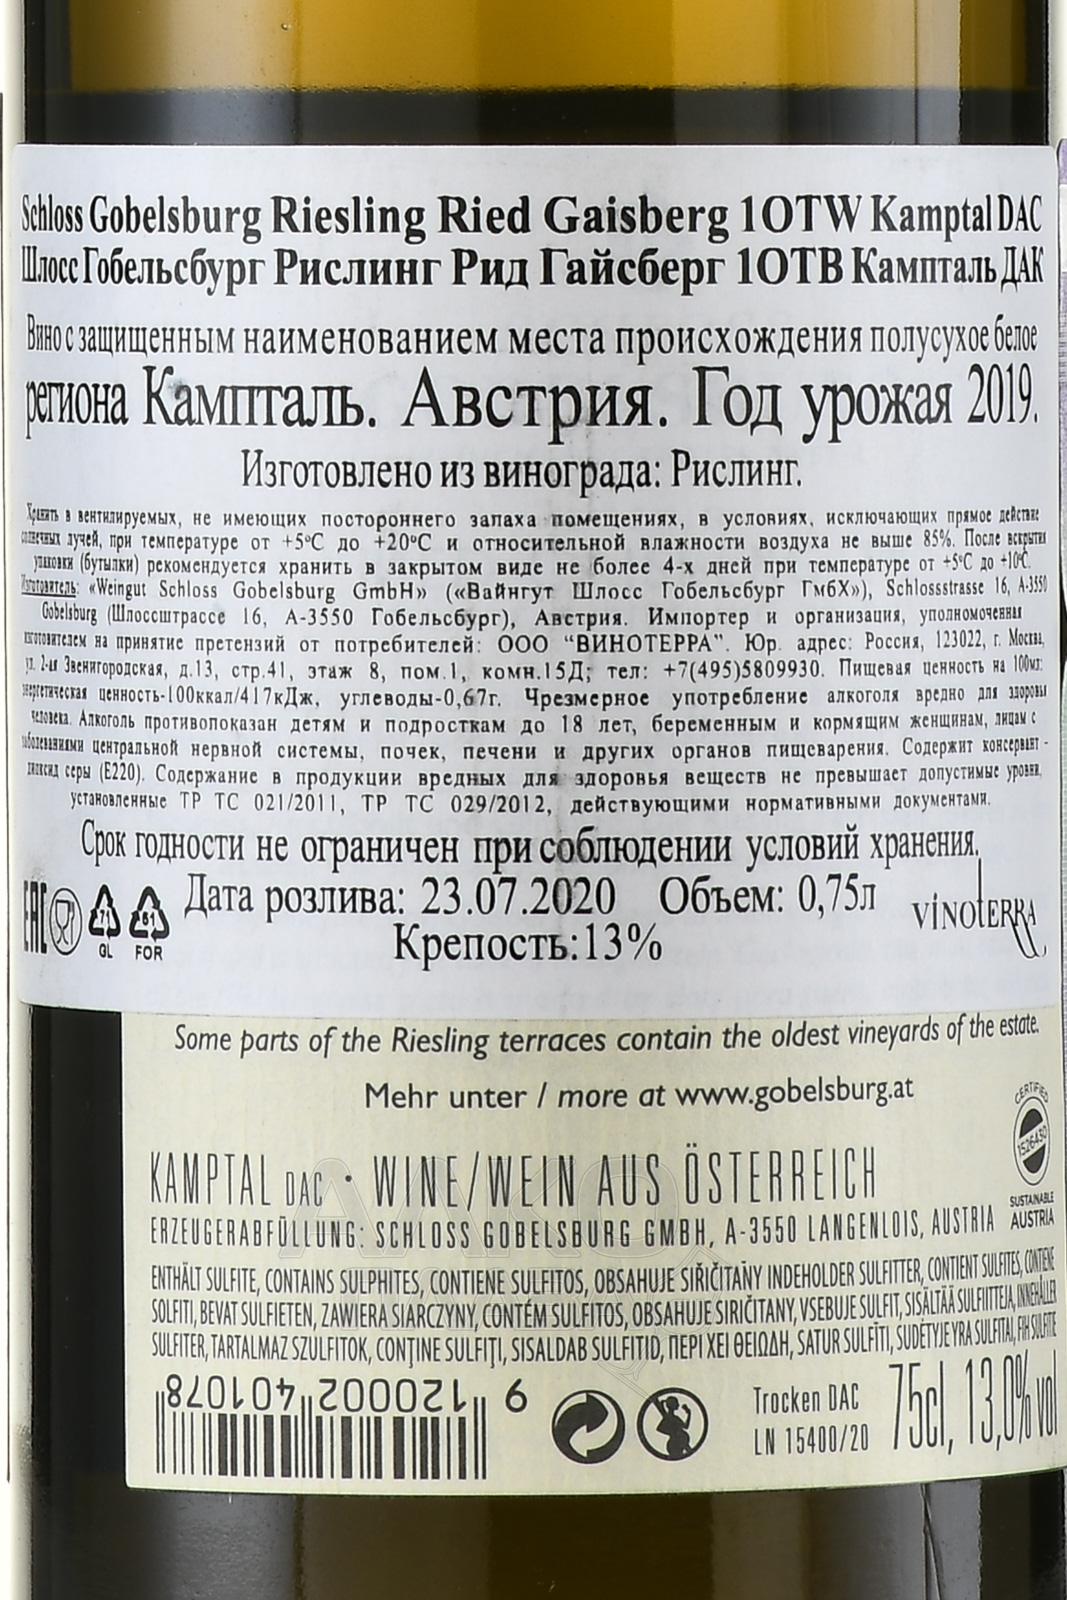 Schloss Gobelsburg Riesling Ried Gaisberg 1OTW Kamptal DAC
Шлосс Гобельсбург Рислинг Рид Гайсберг 1ОТВ Кампталь ДАК
Вино с защищенным наименованием места происхождения полусухое белое
региона Кампталь. Австрия. Год урожая 2019.
Изготовлено из винограда: Рислинг.
Хранить в вентилируемых, не имеющих постороннего запаха помещениях, в условиях, исключающих прямое действие
солнечных лучей, при температуре от +5°С до +20°С и относительной влажности воздуха не выше 85%. После вскрытия
упаковки (бутылки) рекомендуется хранить в закрытом виде не более 4-х дней при температуре от +5°С до +10°С.
Изготовитель: «Weingut Schloss Gobelsburg GmbH» («Вайнгут Шлосс Гобельсбург ГмбХ»), Schlossstrasse 16, A-3550
Gobelsburg (Шлоссштрассе 16, А-3550 Гобельсбург), Австрия. Импортер и организация, уполномоченная
изготовителем на принятие претензий от потребителей: ООО "ВИНОТЕРРА". Юр. адрес: Россия, 123022, г. Москва,
ул. 2-ая Звенигородская, д.13, стр.41, этаж 8, пом.1, комн.15Д; тел: +7(495)5809930. Пищевая ценность на 100мл:
энергетическая ценность-100ккал/417кДж, углеводы-0,67г. Чрезмерное употребление алкоголя вредно для здоровья
человека. Алкоголь противопоказан детям и подросткам до 18 лет, беременным и кормящим женщинам, лицам с
заболеваниями центральной нервной системы, почек, печени и других органов пищеварения. Содержит консервант -
диоксид серы (Е220). Содержание в продукции вредных для здоровья веществ не превышает допустимые уровни,
установленные ТР ТС 021/2011, ТР ТС 029/2012, действующими нормативными документами.
Срок годности не ограничен при соблюдении условий хранения.
Дата розлива: 23.07.2020 Объем: 0,75л
Крепость:13%
EAC
71 GL
61 FOR
VINOTERRA
Some parts of the Riesling terraces contain the oldest vineyards of the estate.
Mehr unter / more at www.gobelsburg.at
CERTIFIED
1526430
SUSTAINABLE
AUSTRIA
KAMPTAL DAC • WINE/WEIN AUS ÖSTERREICH
ERZEUGERABFÜLLUNG: SCHLOSS GOBELSBURG GMBH, A-3550 LANGENLOIS, AUSTRIA
ENTHÄLT SULFITE, CONTAINS SULPHITES, CONTIENE SULFITOS, OBSAHUJE SIŘIČITANY INDEHOLDER SULFITTER, CONTIENT SULFITES, CONTIENE
SOLFITI, BEVAT SULFIETEN, ZAWIERA SIARCZYNY, CONTÉM SULFITOS, OBSAHUJE SIRIČITANY, VSEBUJE SULFIT, SISÄLTÄÄ SULFIITTEJA, INNEHÅLLER
SULFITER, TARTALMAZ SZULFITOK, CONŢINE SULFIŢI, SISALDAB SULFITID, ΠΕΡΙ ΧΕΙ ΘΕΙΩΔΗ, SATUR SULFĪTI, SUDĖTYJE YRA SULFITAI, FIH SULFITE
9 120002 401078
Trocken DAC
LN 15400/20
75cl, 13,0% vol